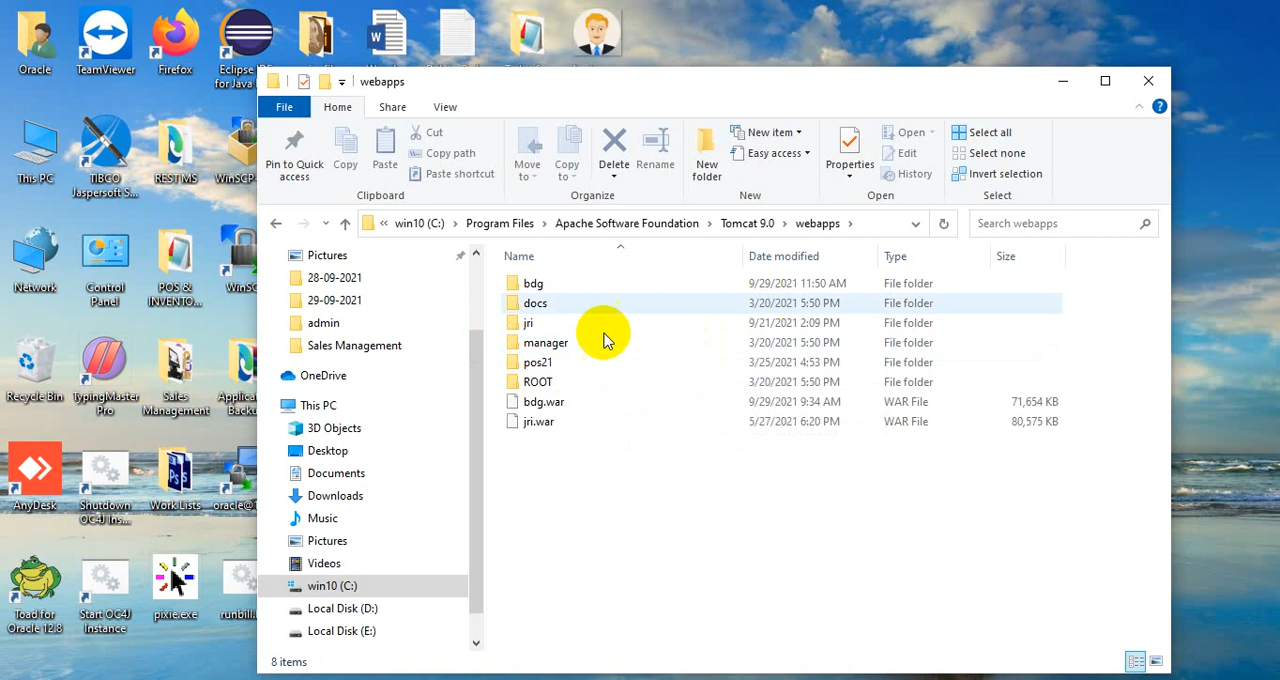 Oracle
TeamViewer
Firefox
Eclipse
for Java
This PC
TIBCO
Jaspersoft S...
REST MS
WinSCP
Network
Control
Panel
POS &
INVENTO...
WinSC
Recycle Bin
TypingMaster
Pro
Sales
Management
Applica
Backu
AnyDesk
Shutdown
OC4J Ins...
Work Lists
oracle@1
Toad for
Oracle 12.8
Start OC4J
Instance
pixie.exe
runbill.
webapps
File
Home
Share
View
Pin to Quick
access
Copy
Paste
Cut
Copy path
Paste shortcut
Clipboard
Move
to
Copy
to
Delete
Rename
Organize
New
folder
New item
Easy access
New
Properties
Open
Edit
History
Open
Select all
Select none
Invert selection
Select
« win10 (C:) > Program Files > Apache Software Foundation > Tomcat 9.0 > webapps >
Search webapps
Pictures
28-09-2021
29-09-2021
admin
Sales Management
OneDrive
This PC
3D Objects
Desktop
Documents
Downloads
Music
Pictures
Videos
win10 (C:)
Local Disk (D:)
Local Disk (E:)
Name Date modified Type Size
bdg 9/29/2021 11:50 AM File folder
docs 3/20/2021 5:50 PM File folder
jri 9/21/2021 2:09 PM File folder
manager 3/20/2021 5:50 PM File folder
pos21 3/25/2021 4:53 PM File folder
ROOT 3/20/2021 5:50 PM File folder
bdg.war 9/29/2021 9:34 AM WAR File 71,654 KB
jri.war 5/27/2021 6:20 PM WAR File 80,575 KB
8 items